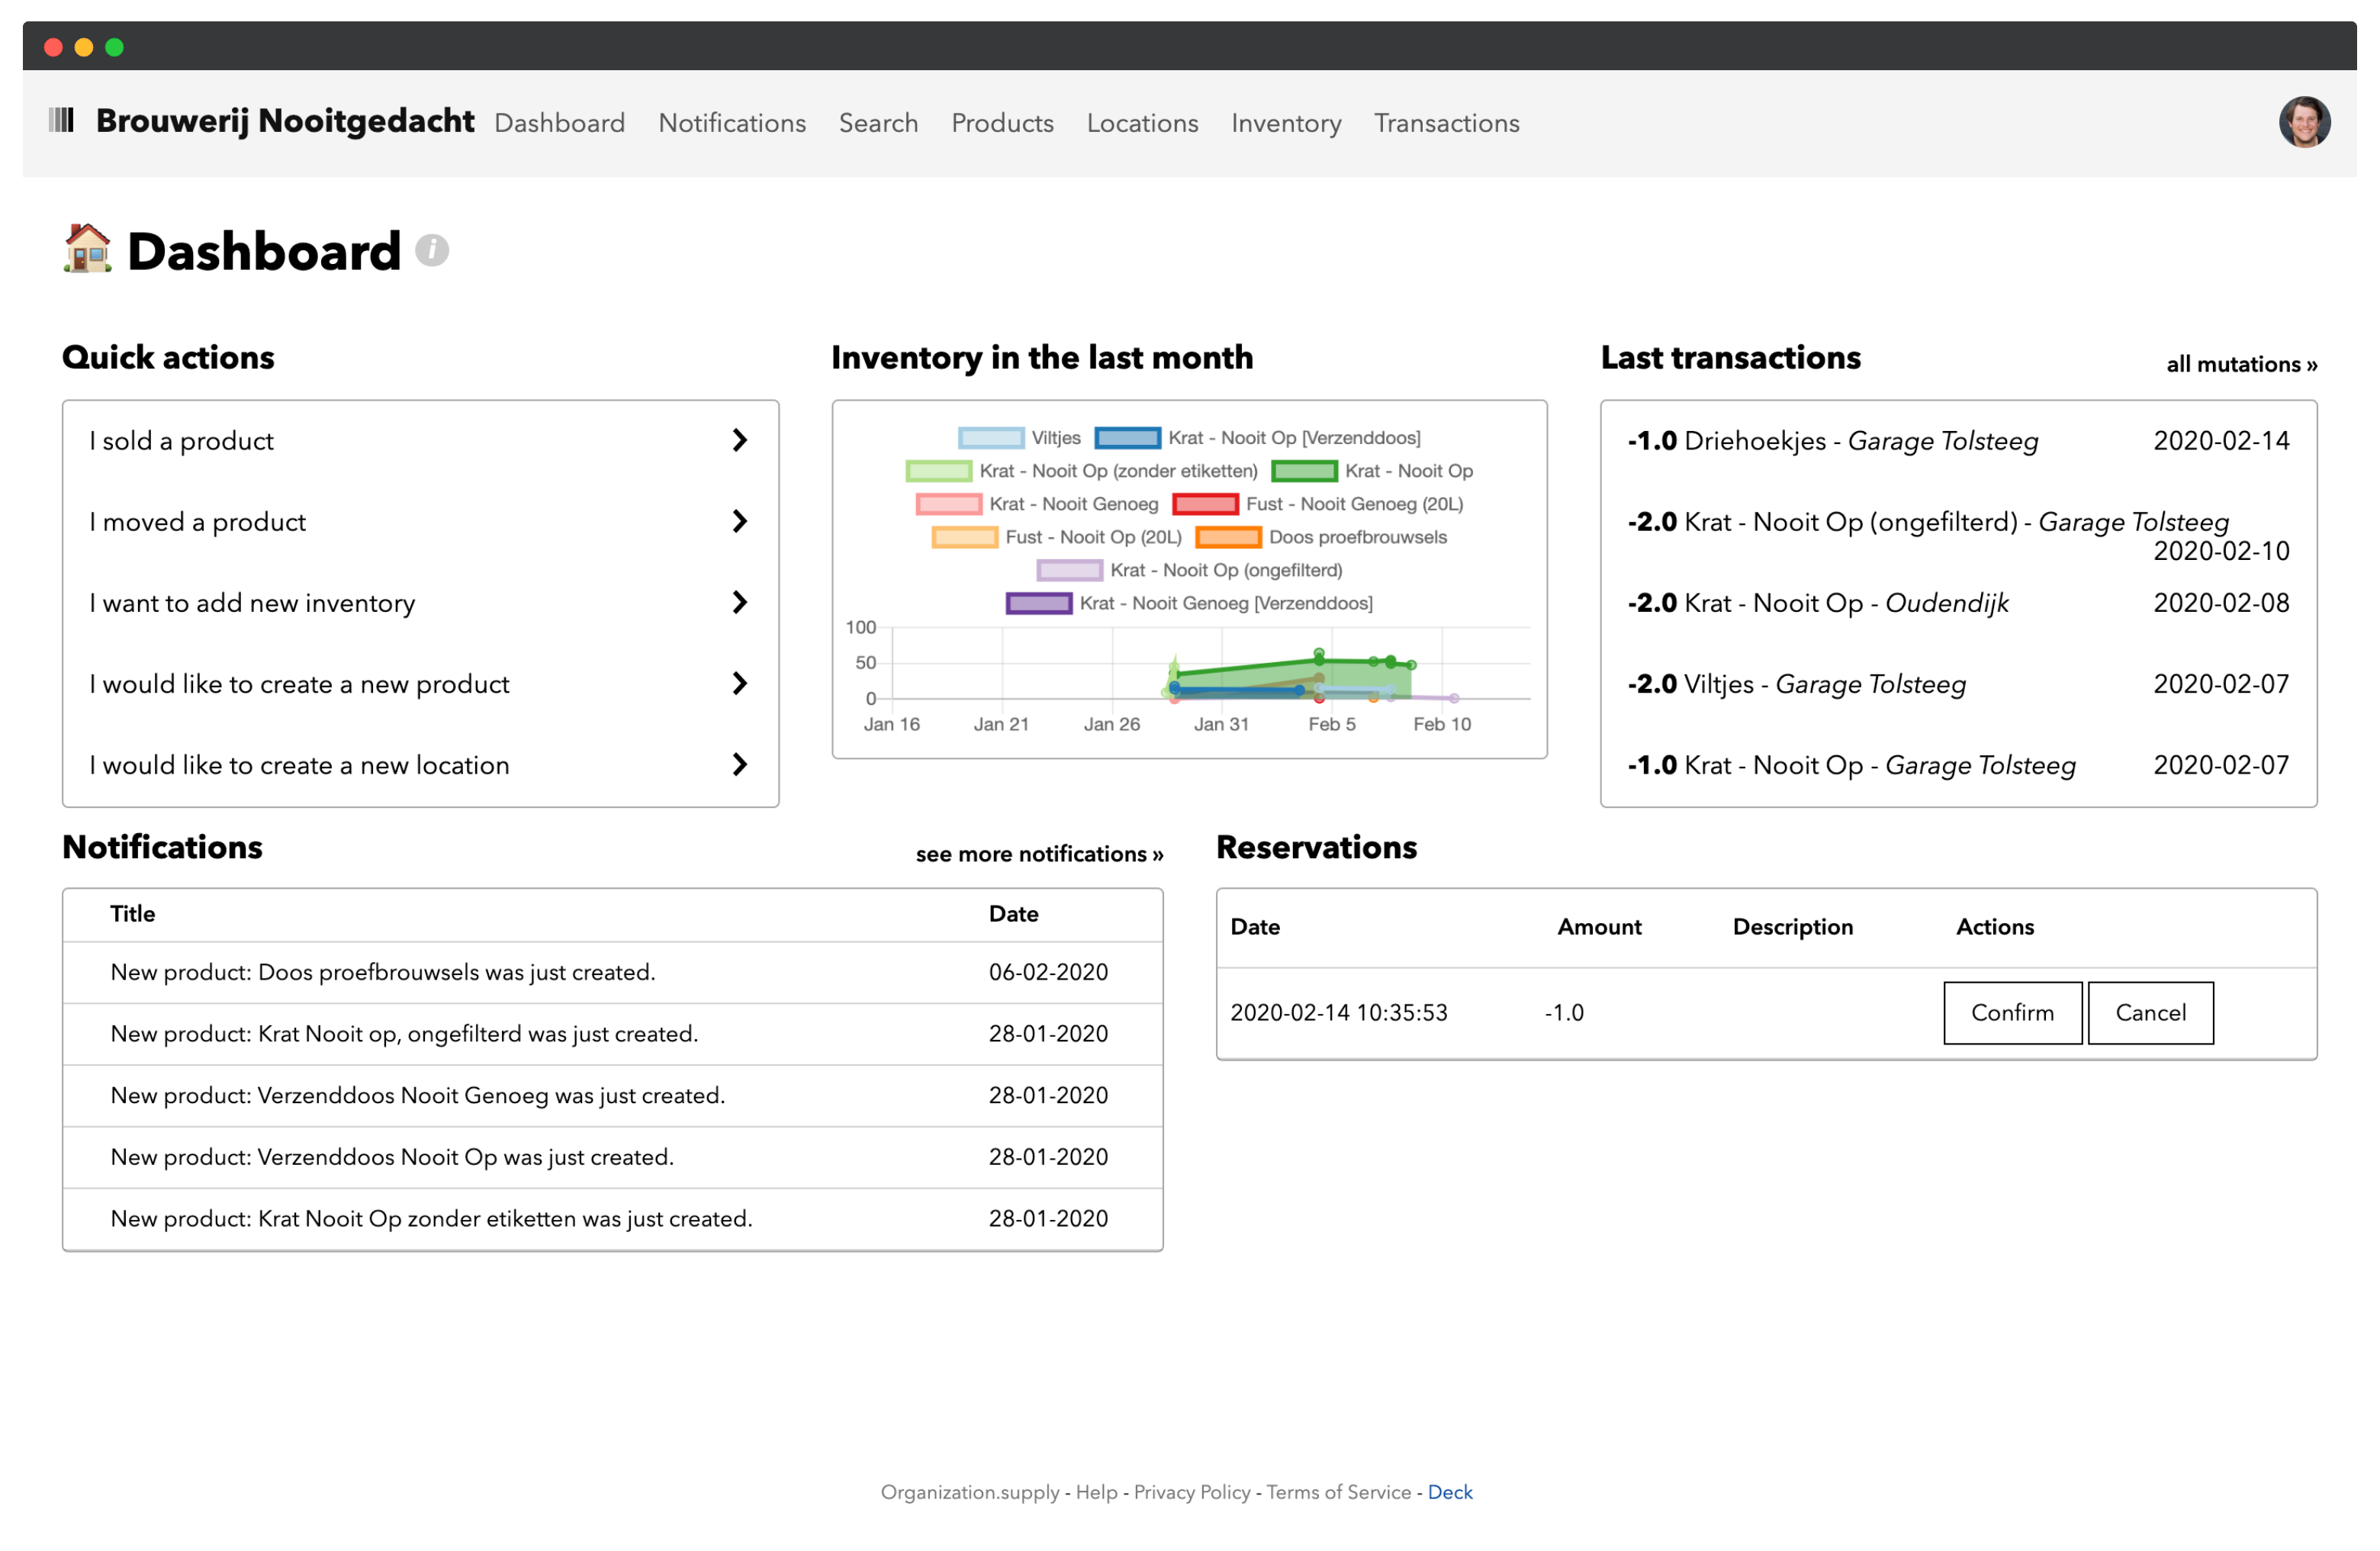 Brouwerij Nooitgedacht Dashboard Notifications Search Products Locations Inventory Transactions
Dashboard i
Quick actions
I sold a product
I moved a product
I want to add new inventory
I would like to create a new product
I would like to create a new location
Inventory in the last month
Viltjes Krat - Nooit Op [Verzenddoos]
Krat - Nooit Op (zonder etiketten) Krat - Nooit Op
Krat - Nooit Genoeg Fust - Nooit Genoeg (20L)
Fust - Nooit Op (20L) Doos proefbrouwsels
Krat - Nooit Op (ongefilterd)
Krat - Nooit Genoeg [Verzenddoos]
100
50
0
Jan 16 Jan 21 Jan 26 Jan 31 Feb 5 Feb 10
Last transactions all mutations »
-1.0 Driehoekjes - Garage Tolsteeg 2020-02-14
-2.0 Krat - Nooit Op (ongefilterd) - Garage Tolsteeg
2020-02-10
-2.0 Krat - Nooit Op - Oudendijk 2020-02-08
-2.0 Viltjes - Garage Tolsteeg 2020-02-07
-1.0 Krat - Nooit Op - Garage Tolsteeg 2020-02-07
Notifications see more notifications »
Title Date
New product: Doos proefbrouwsels was just created. 06-02-2020
New product: Krat Nooit op, ongefilterd was just created. 28-01-2020
New product: Verzenddoos Nooit Genoeg was just created. 28-01-2020
New product: Verzenddoos Nooit Op was just created. 28-01-2020
New product: Krat Nooit Op zonder etiketten was just created. 28-01-2020
Reservations
Date Amount Description Actions
2020-02-14 10:35:53 -1.0 Confirm Cancel
Organization.supply - Help - Privacy Policy - Terms of Service - Deck